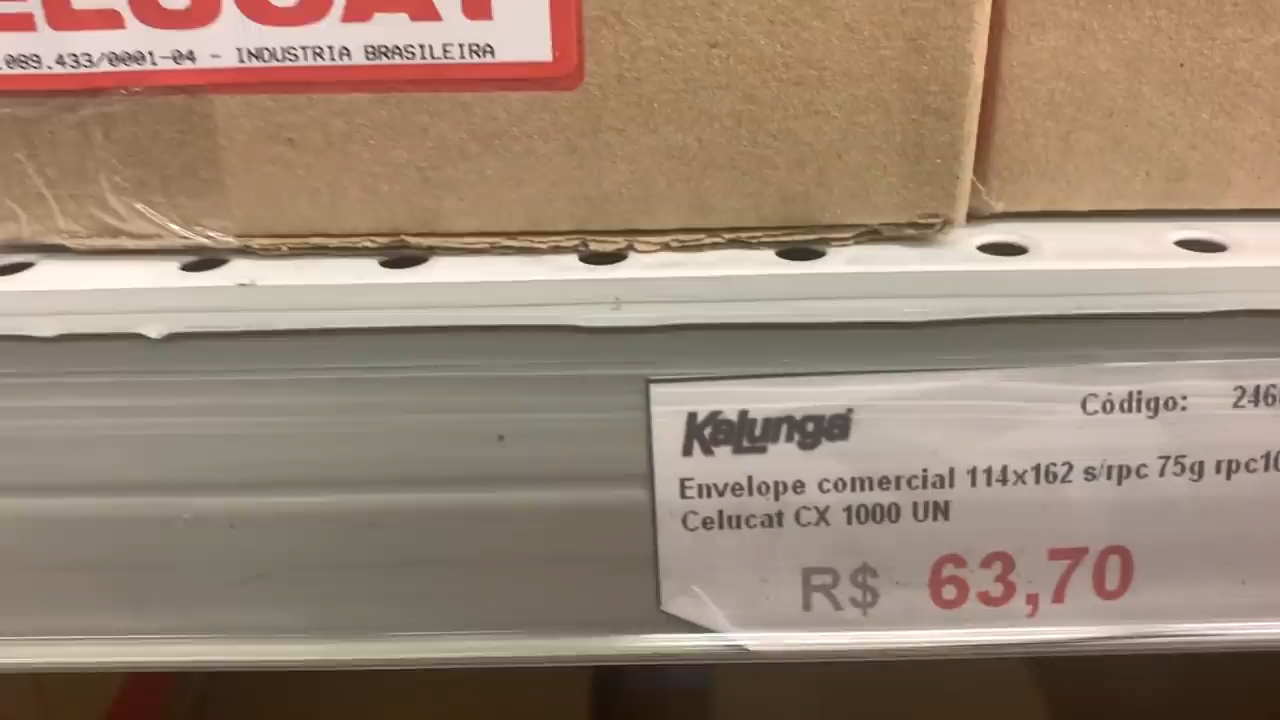 .089.433/0001-04 - INDUSTRIA BRASILEIRA
Kalunga
Código:
Envelope comercial 114x162 s/rpc 75g
Celucat CX 1000 UN
R$ 63,70